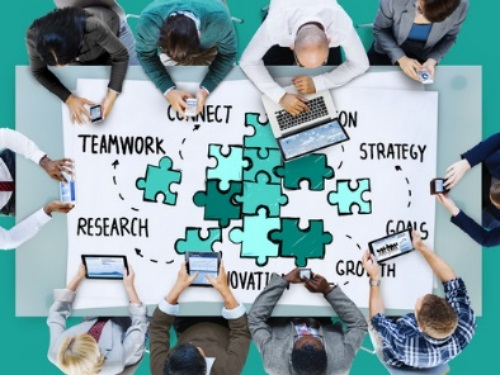 CONNECT
TEAMWORK
STRATEGY
RESEARCH
GOALS
GROWTH